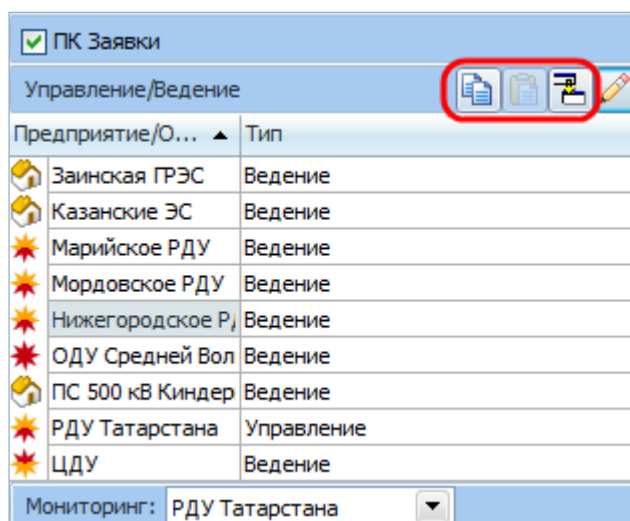 ПК Заявки
Управление/Ведение
Предприятие/О... Тип
Заинская ГРЭС Ведение
Казанские ЭС Ведение
Марийское РДУ Ведение
Мордовское РДУ Ведение
Нижегородское Р Ведение
ОДУ Средней Вол Ведение
ПС 500 кВ Киндер Ведение
РДУ Татарстана Управление
ЦДУ Ведение
Мониторинг: РДУ Татарстана